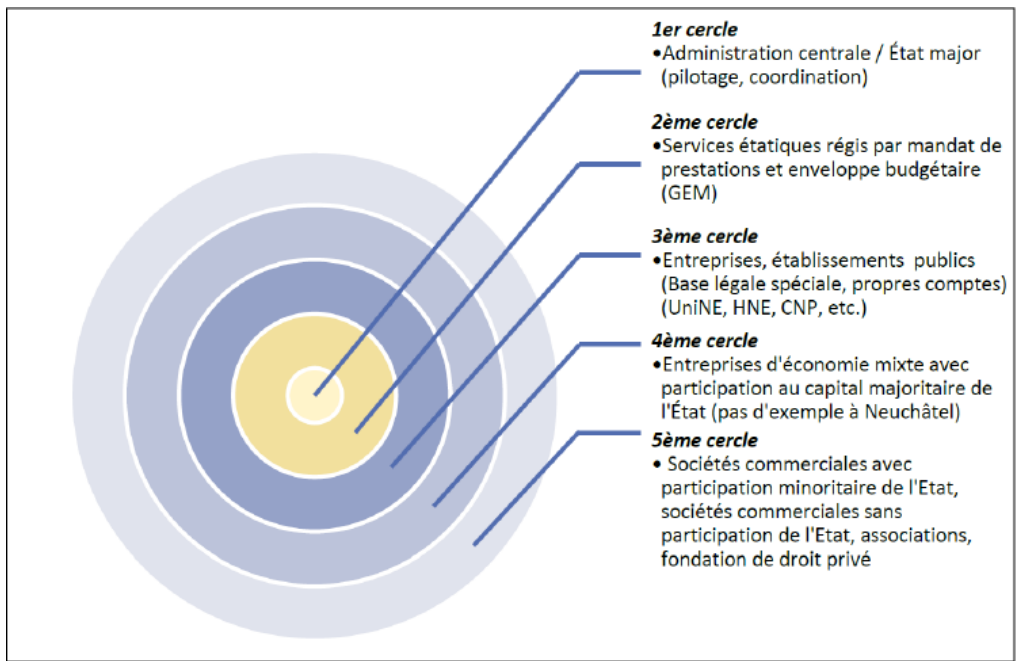 1er cercle
•Administration centrale / État major
(pilotage, coordination)
2ème cercle
•Services étatiques régis par mandat de
prestations et enveloppe budgétaire
(GEM)
3ème cercle
•Entreprises, établissements publics
(Base légale spéciale, propres comptes)
(UniNE, HNE, CNP, etc.)
4ème cercle
•Entreprises d'économie mixte avec
participation au capital majoritaire de
l'État (pas d'exemple à Neuchâtel)
5ème cercle
• Sociétés commerciales avec
participation minoritaire de l'Etat,
sociétés commerciales sans
participation de l'Etat, associations,
fondation de droit privé